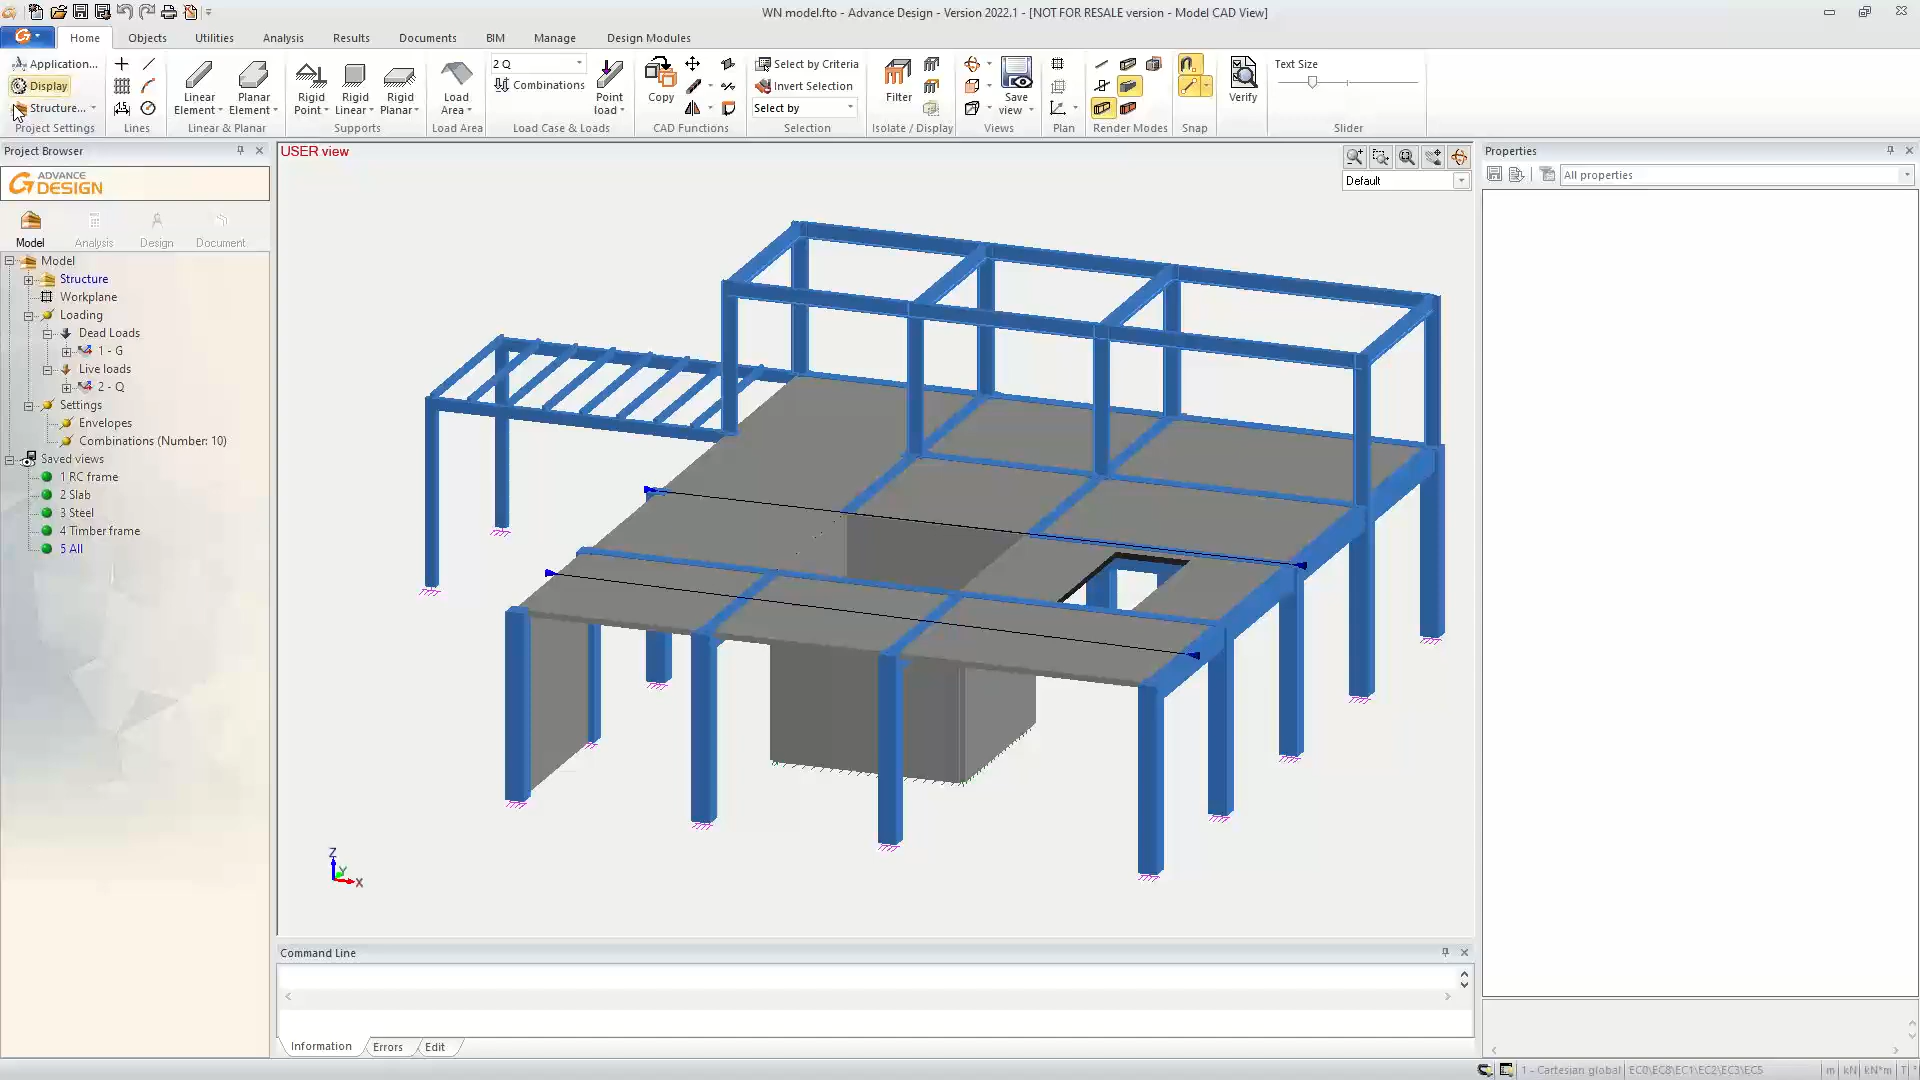 WN model.fto - Advance Design - Version 2022.1 - [NOT FOR RESALE version - Model CAD View]
Home
Objects
Utilities
Analysis
Results
Documents
BIM
Manage
Design Modules
Application...
Display
Structure...
Project Settings
Lines
Linear
Element
Planar
Element
Linear & Planar
Rigid
Point
Rigid
Linear
Rigid
Planar
Supports
Load
Area
Load Area
2 Q
Combinations
Point
load
Load Case & Loads
Copy
CAD Functions
Select by Criteria
Invert Selection
Select by
Selection
Filter
Isolate / Display
Save
view
Views
Plan
Render Modes
Snap
Verify
Text Size
Slider
Project Browser
ADVANCE
DESIGN
Model
Analysis
Design
Document
Model
Structure
Workplane
Loading
Dead Loads
1 - G
Live loads
2 - Q
Settings
Envelopes
Combinations (Number: 10)
Saved views
1 RC frame
2 Slab
3 Steel
4 Timber frame
5 All
USER view
Default
Z
Y
X
Properties
All properties
Command Line
Information
Errors
Edit
1 - Cartesian global
EC0\EC8\EC1\EC2\EC3\EC5
m
kN
kN*m
T
°